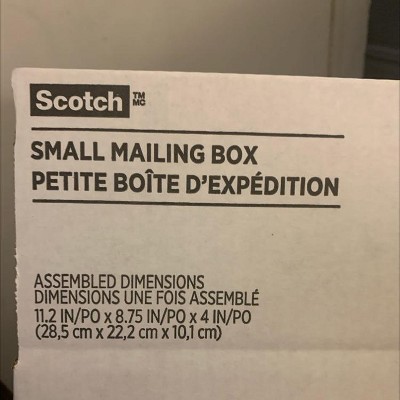 Scotch TM MC
SMALL MAILING BOX
PETITE BOÎTE D'EXPÉDITION
ASSEMBLED DIMENSIONS
DIMENSIONS UNE FOIS ASSEMBLÉ
11.2 IN/PO x 8.75 IN/PO x 4 IN/PO
(28,5 cm x 22,2 cm x 10,1 cm)